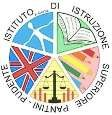 ISTITUTO DI ISTRUZIONE SUPERIORE PANTINI - PUDENTE